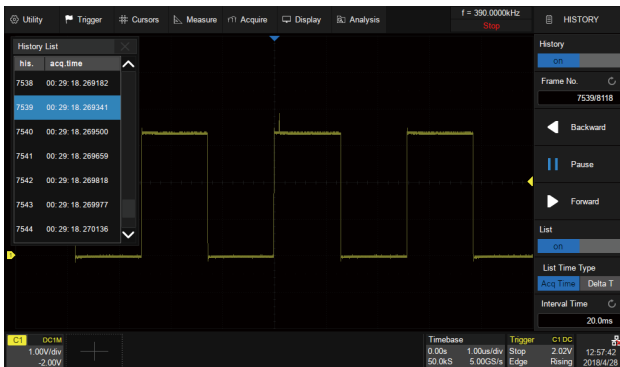 Utility Trigger Cursors Measure Acquire Display Analysis
f = 390.0000kHz
Stop
HISTORY
History List
his. acq.time
7538 00: 29: 18. 269182
7539 00: 29: 18. 269341
7540 00: 29: 18. 269500
7541 00: 29: 18. 269659
7542 00: 29: 18. 269818
7543 00: 29: 18. 269977
7544 00: 29: 18. 270136
History
on
Frame No.
7539/8118
Backward
Pause
Forward
List
on
List Time Type
Acq Time Delta T
Interval Time
20.0ms
C1 DC1M
1.00V/div
-2.00V
Timebase
0.00s 1.00us/div
50.0kS 5.00GS/s
Trigger C1 DC
Stop 2.02V
Edge Rising
12:57:42
2018/4/28